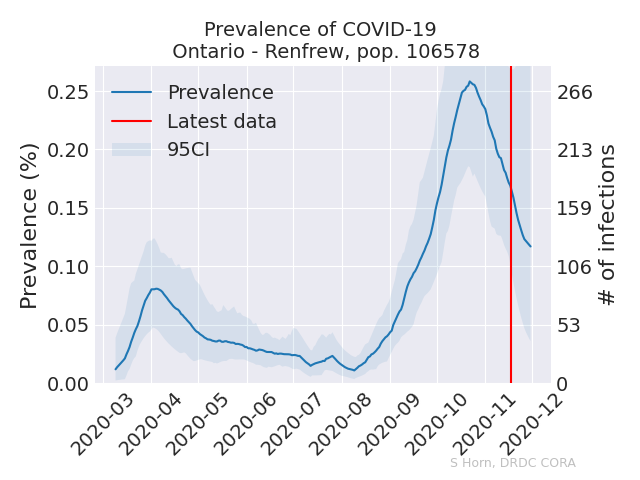 Prevalence of COVID-19
Ontario - Renfrew, pop. 106578
Prevalence
Latest data
95CI
Prevalence (%)
0.25
0.20
0.15
0.10
0.05
0.00
266
213
159
106
53
0
# of infections
2020-03
2020-04
2020-05
2020-06
2020-07
2020-08
2020-09
2020-10
2020-11
2020-12
S Horn, DRDC CORA